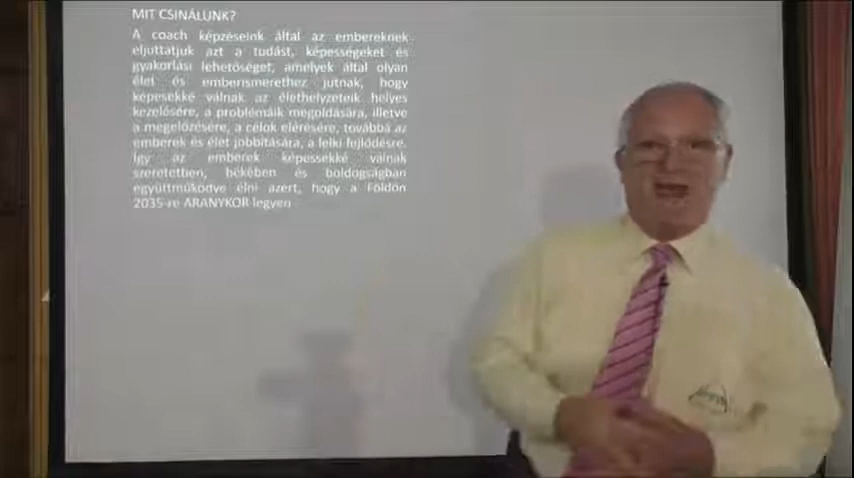 MIT CSINÁLUNK?
A coach képzéseink által az embereknek
eljuttatjuk azt a tudást, képességeket és
gyakorlási lehetőséget, amelyek által olyan
élet és emberismerethez jutnak, hogy
képesekké válnak az élethelyzeteik helyes
kezelésére, a problémáik megoldására, illetve
a megelőzésére, a célok elérésére, továbbá az
emberek és élet jobbítására, a lelki fejlődésre.
Így az emberek képessekké válnak
szeretetben, békében és boldogságban
együttműködve élni azért, hogy a Földön
2035-re ARANYKOR legyen